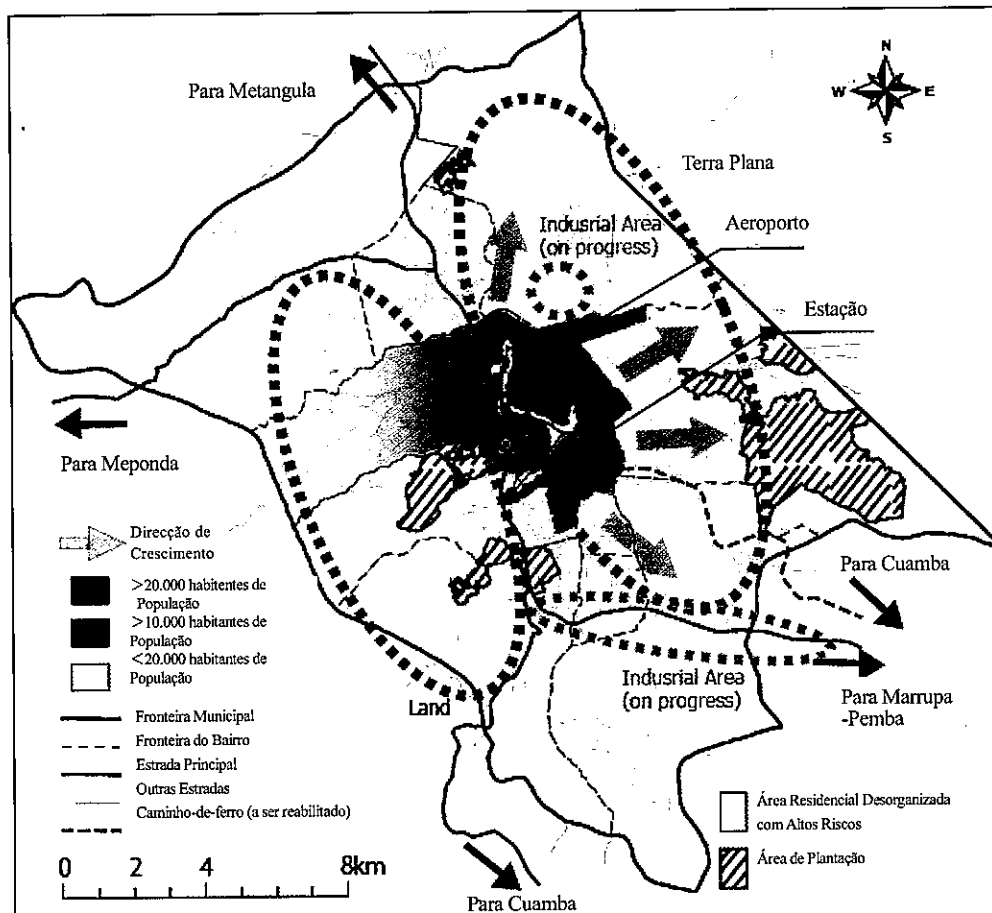 N
W E
S
Para Metangula
Terra Plana
Indusrial Area
(on progress)
Aeroporto
Estação
Para Meponda
Direcção de
Crescimento
>20.000 habitentes de
População
>10.000 habitantes de
População
<20.000 habitantes de
População
Fronteira Municipal
Fronteira do Bairro
Estrada Principal
Outras Estradas
Caminho-de-ferro (a ser reabilitado)
0 2 4 8km
Land
Indusrial Area
(on progress)
Para Cuamba
Para Marrupa
-Pemba
Área Residencial Desorganizada
com Altos Riscos
Área de Plantação
Para Cuamba